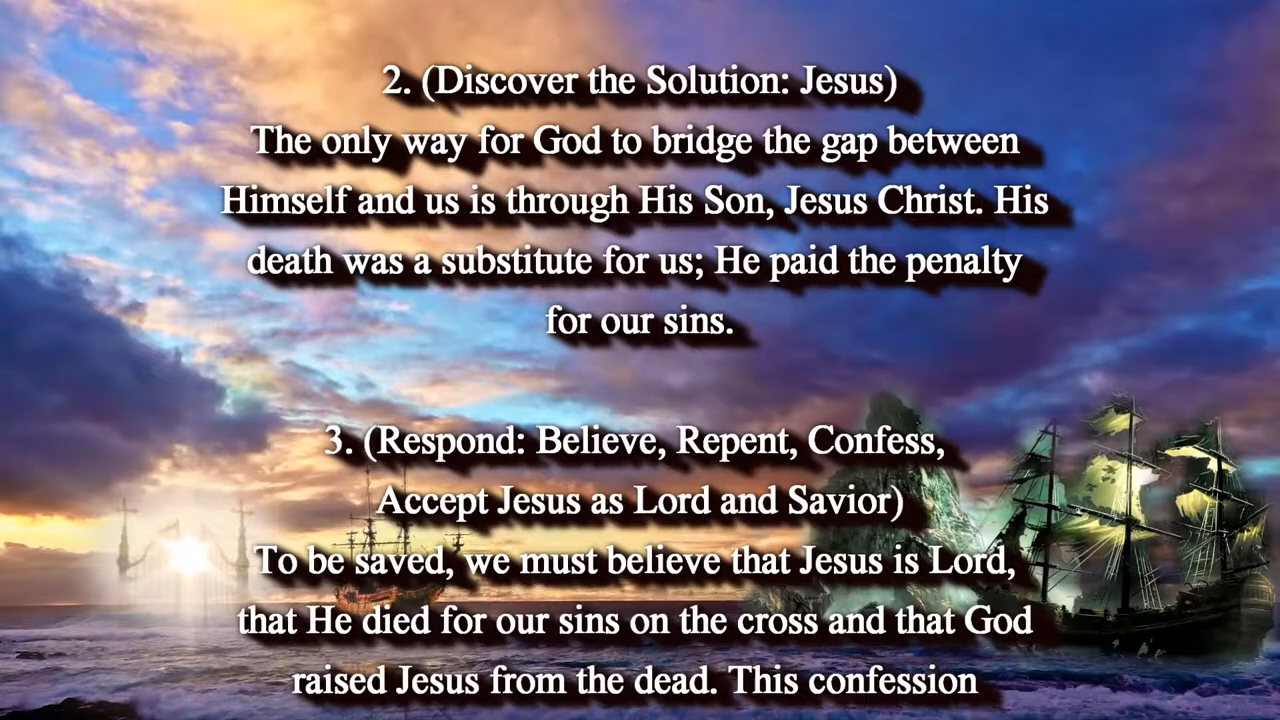 2. (Discover the Solution: Jesus)
The only way for God to bridge the gap between
Himself and us is through His Son, Jesus Christ. His
death was a substitute for us; He paid the penalty
for our sins.
3. (Respond: Believe, Repent, Confess,
Accept Jesus as Lord and Savior)
To be saved, we must believe that Jesus is Lord,
that He died for our sins on the cross and that God
raised Jesus from the dead. This confession